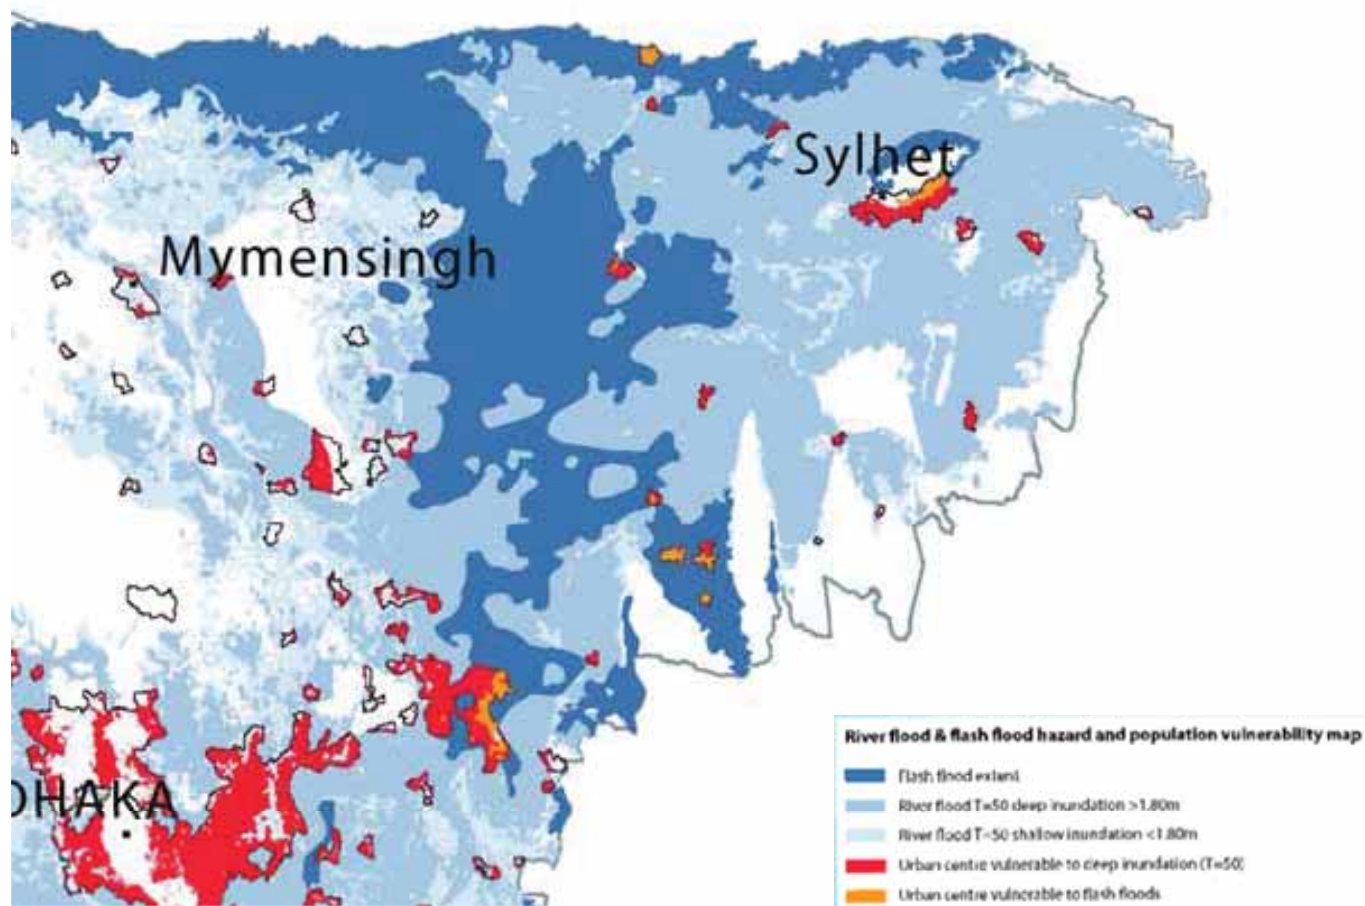 Sylhet
Mymensingh
DHAKA
River flood & flash flood hazard and population vulnerability map
Flash flood extent
River flood T=50 deep inundation >1.80m
River flood T=50 shallow inundation <1.80m
Urban centre vulnerable to deep inundation (T=50)
Urban centre vulnerable to flash floods